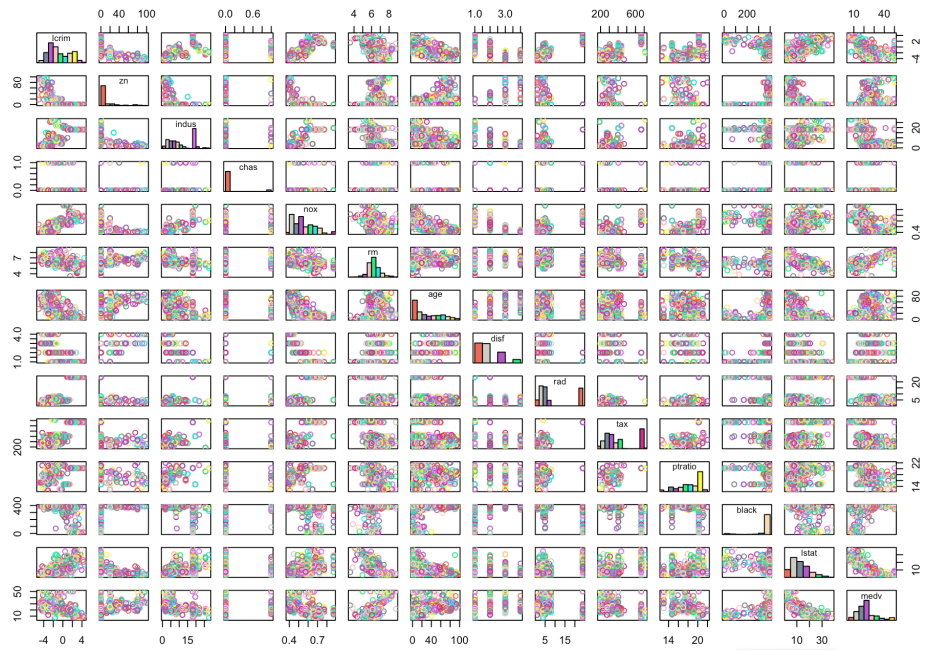 0 40 100
0.0 0.6
4 6 8
1.0 3.0
200 600
0 200
10 40
lcrim
-4 2
0 80
zn
indus
0 20
0.0 1.0
chas
nox
0.4
4 7
rm
age
0 80
1.0 4.0
disf
rad
5 20
200
tax
ptratio
14 22
0 400
black
lstat
10
10 50
medv
-4 0 4
0 15
0.4 0.7
0 40 100
5 15
14 20
10 30